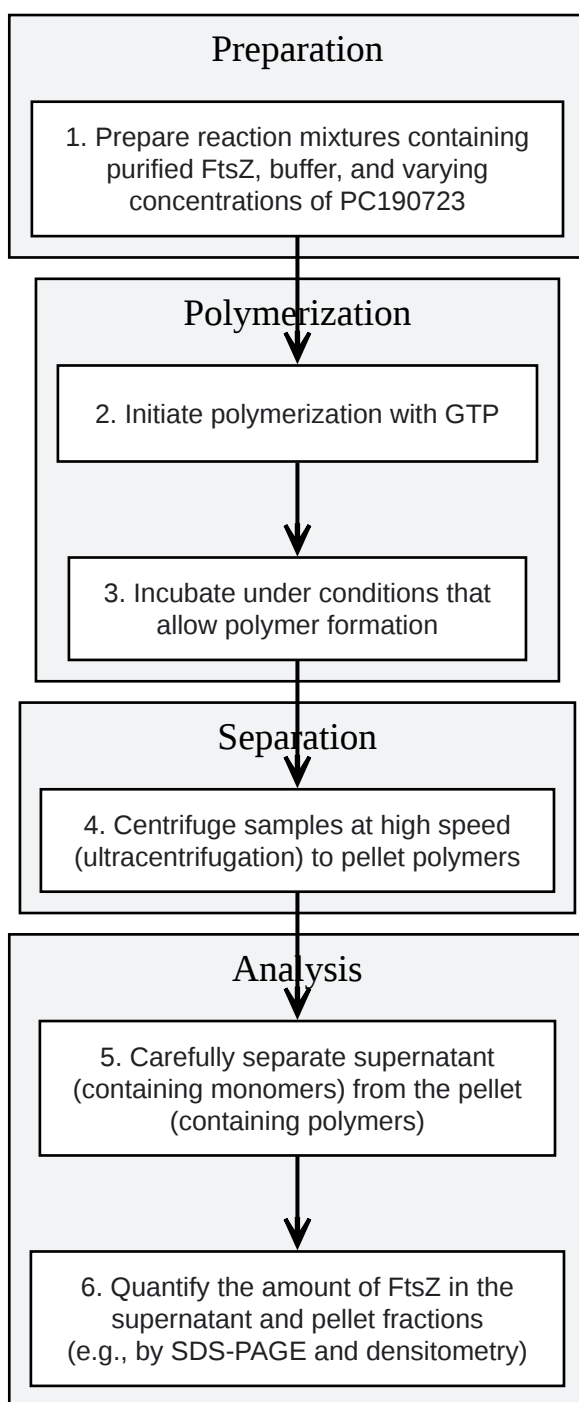 Preparation
1. Prepare reaction mixtures containing
purified FtsZ, buffer, and varying
concentrations of PC190723
Polymerization
2. Initiate polymerization with GTP
3. Incubate under conditions that
allow polymer formation
Separation
4. Centrifuge samples at high speed
(ultracentrifugation) to pellet polymers
Analysis
5. Carefully separate supernatant
(containing monomers) from the pellet
(containing polymers)
6. Quantify the amount of FtsZ in the
supernatant and pellet fractions
(e.g., by SDS-PAGE and densitometry)